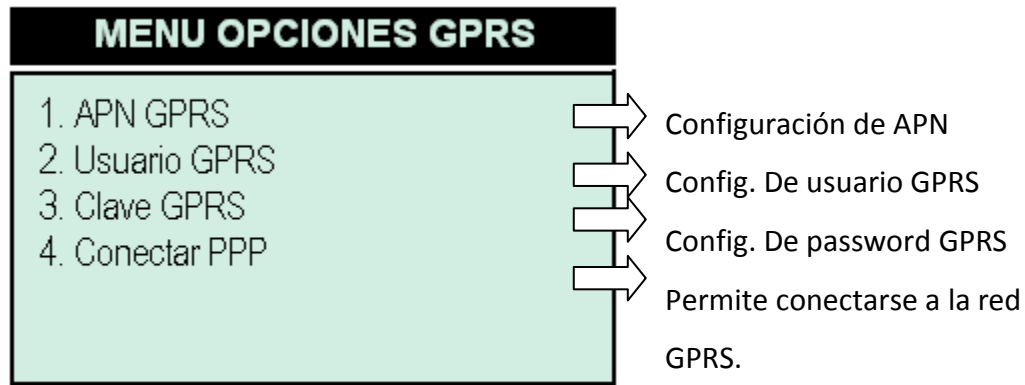 MENU OPCIONES GPRS
1. APN GPRS
2. Usuario GPRS
3. Clave GPRS
4. Conectar PPP
Configuración de APN
Config. De usuario GPRS
Config. De password GPRS
Permite conectarse a la red
GPRS.